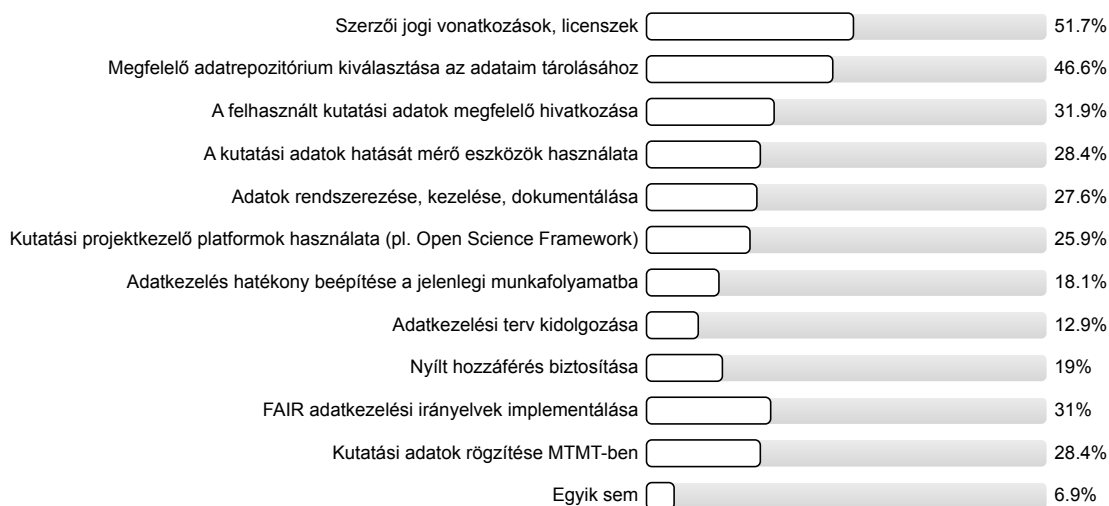 Szerzői jogi vonatkozások, licenszek 51.7%
Megfelelő adatrepozitórium kiválasztása az adataim tárolásához 46.6%
A felhasznált kutatási adatok megfelelő hivatkozása 31.9%
A kutatási adatok hatását mérő eszközök használata 28.4%
Adatok rendszerezése, kezelése, dokumentálása 27.6%
Kutatási projektkezelő platformok használata (pl. Open Science Framework) 25.9%
Adatkezelés hatékony beépítése a jelenlegi munkafolyamatba 18.1%
Adatkezelési terv kidolgozása 12.9%
Nyílt hozzáférés biztosítása 19%
FAIR adatkezelési irányelvek implementálása 31%
Kutatási adatok rögzítése MTMT-ben 28.4%
Egyik sem 6.9%